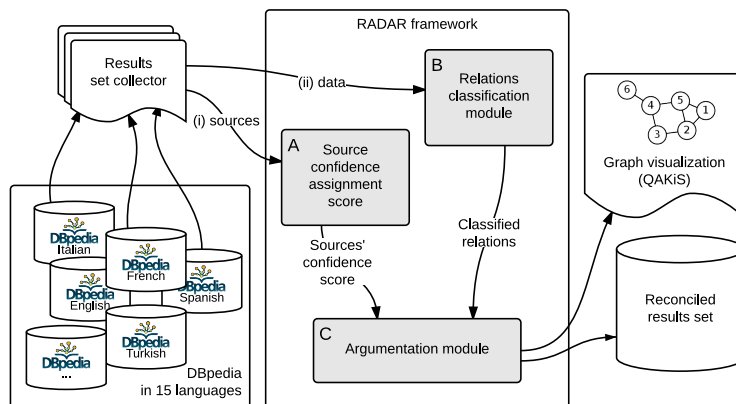 RADAR framework
Results
set collector
(ii) data
(i) sources
B
Relations
classification
module
A
Source
confidence
assignment
score
6
4
5
1
3
2
Graph visualization
(QAKiS)
Sources'
confidence
score
Classified
relations
DBpedia
Italian
DBpedia
French
DBpedia
Spanish
DBpedia
English
DBpedia
Turkish
DBpedia
...
DBpedia
in 15 languages
C
Argumentation module
Reconciled
results set